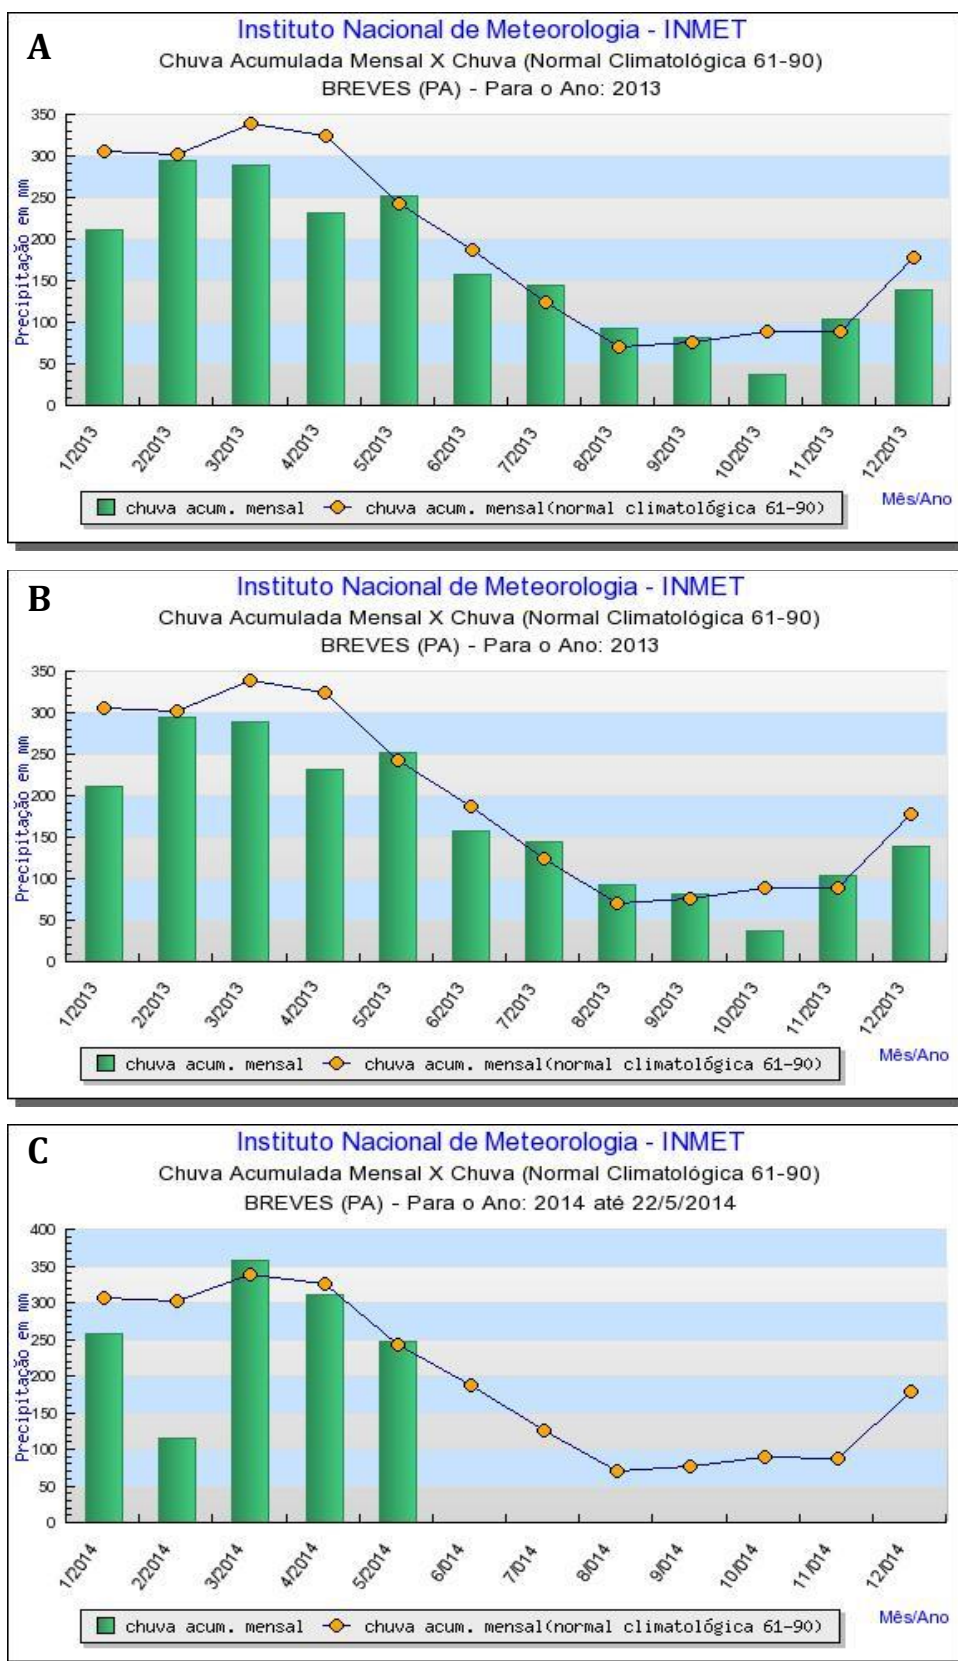 A
Instituto Nacional de Meteorologia - INMET
Chuva Acumulada Mensal X Chuva (Normal Climatológica 61-90)
BREVES (PA) - Para o Ano: 2013
Precipitação em mm
350
300
250
200
150
100
50
0
1/2013 2/2013 3/2013 4/2013 5/2013 6/2013 7/2013 8/2013 9/2013 10/2013 11/2013 12/2013
Mês/Ano
chuva acum. mensal chuva acum. mensal(normal climatológica 61-90)
B
Instituto Nacional de Meteorologia - INMET
Chuva Acumulada Mensal X Chuva (Normal Climatológica 61-90)
BREVES (PA) - Para o Ano: 2013
Precipitação em mm
350
300
250
200
150
100
50
0
1/2013 2/2013 3/2013 4/2013 5/2013 6/2013 7/2013 8/2013 9/2013 10/2013 11/2013 12/2013
Mês/Ano
chuva acum. mensal chuva acum. mensal(normal climatológica 61-90)
C
Instituto Nacional de Meteorologia - INMET
Chuva Acumulada Mensal X Chuva (Normal Climatológica 61-90)
BREVES (PA) - Para o Ano: 2014 até 22/5/2014
Precipitação em mm
400
350
300
250
200
150
100
50
0
1/2014 2/2014 3/2014 4/2014 5/2014 6/014 7/014 8/014 9/014 10/014 11/014 12/014
Mês/Ano
chuva acum. mensal chuva acum. mensal(normal climatológica 61-90)